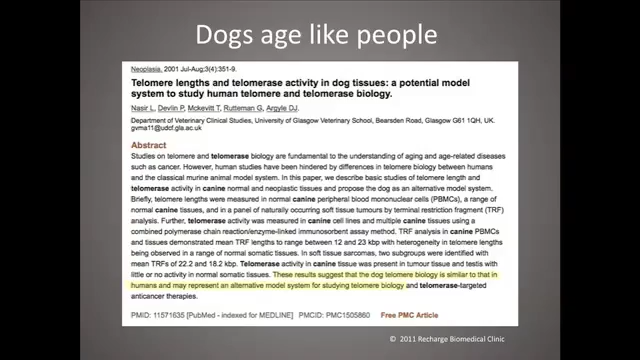 Dogs age like people
Neoplasia. 2001 Jul-Aug;3(4):351-9.
Telomere lengths and telomerase activity in dog tissues: a potential model
system to study human telomere and telomerase biology.
Nasir L, Devlin P, Mckevitt T, Rutteman G, Argyle DJ.
Department of Veterinary Clinical Studies, University of Glasgow Veterinary School, Bearsden Road, Glasgow G61 1QH, UK.
gvma11@udcf.gla.ac.uk
Abstract
Studies on telomere and telomerase biology are fundamental to the understanding of aging and age-related diseases
such as cancer. However, human studies have been hindered by differences in telomere biology between humans
and the classical murine animal model system. In this paper, we describe basic studies of telomere length and
telomerase activity in canine normal and neoplastic tissues and propose the dog as an alternative model system.
Briefly, telomere lengths were measured in normal canine peripheral blood mononuclear cells (PBMCs), a range of
normal canine tissues, and in a panel of naturally occurring soft tissue tumours by terminal restriction fragment (TRF)
analysis. Further, telomerase activity was measured in canine cell lines and multiple canine tissues using a
combined polymerase chain reaction/enzyme-linked immunosorbent assay method. TRF analysis in canine PBMCs
and tissues demonstrated mean TRF lengths to range between 12 and 23 kbp with heterogeneity in telomere lengths
being observed in a range of normal somatic tissues. In soft tissue sarcomas, two subgroups were identified with
mean TRFs of 22.2 and 18.2 kbp. Telomerase activity in canine tissue was present in tumour tissue and testis with
little or no activity in normal somatic tissues. These results suggest that the dog telomere biology is similar to that in
humans and may represent an alternative model system for studying telomere biology and telomerase-targeted
anticancer therapies.
PMID: 11571635 [PubMed - indexed for MEDLINE] PMCID: PMC1505860 Free PMC Article
© 2011 Recharge Biomedical Clinic